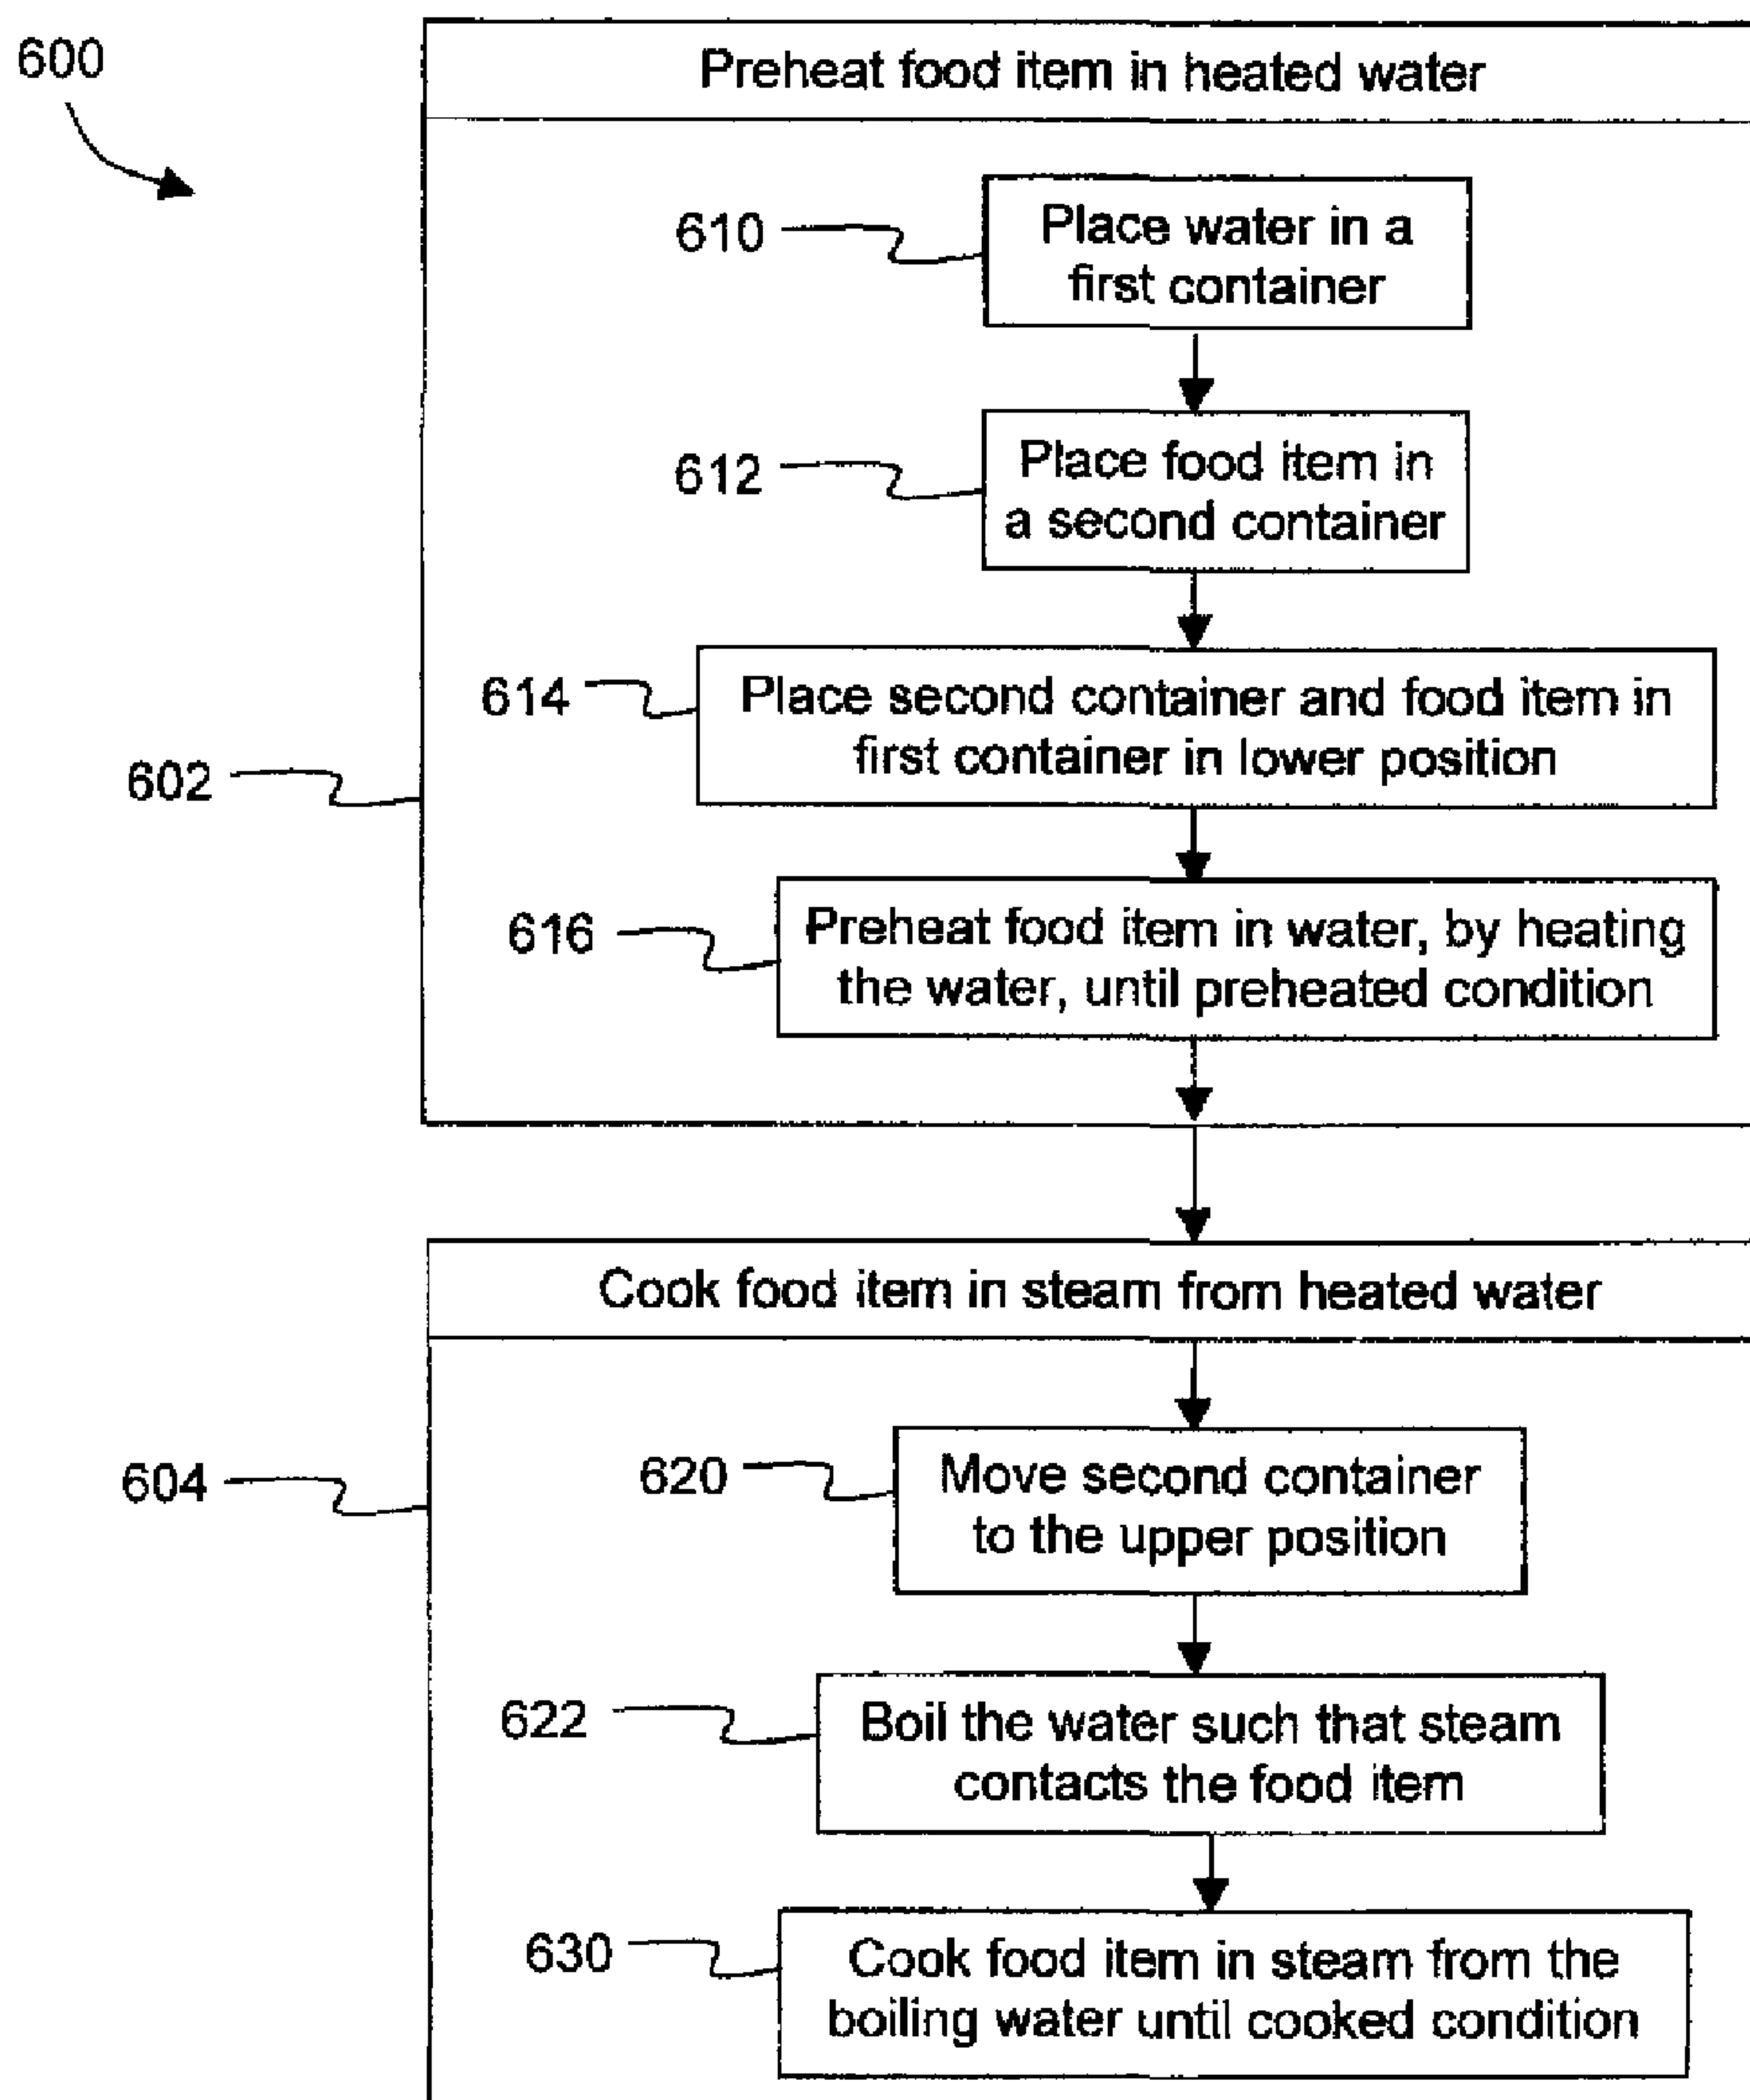 600
Preheat food item in heated water
610
Place water in a
first container
612
Place food item in
a second container
614
Place second container and food item in
first container in lower position
602
616
Preheat food item in water, by heating
the water, until preheated condition
Cook food item in steam from heated water
604
620
Move second container
to the upper position
622
Boil the water such that steam
contacts the food item
630
Cook food item in steam from the
boiling water until cooked condition